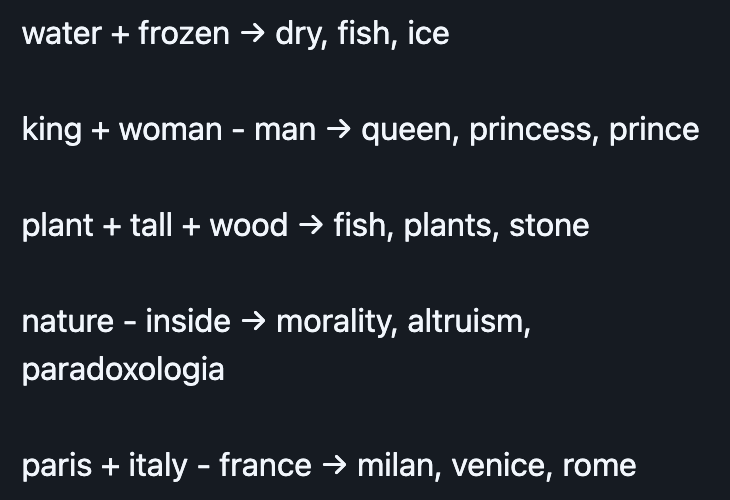 water + frozen → dry, fish, ice
king + woman - man → queen, princess, prince
plant + tall + wood → fish, plants, stone
nature - inside → morality, altruism,
paradoxologia
paris + italy - france → milan, venice, rome